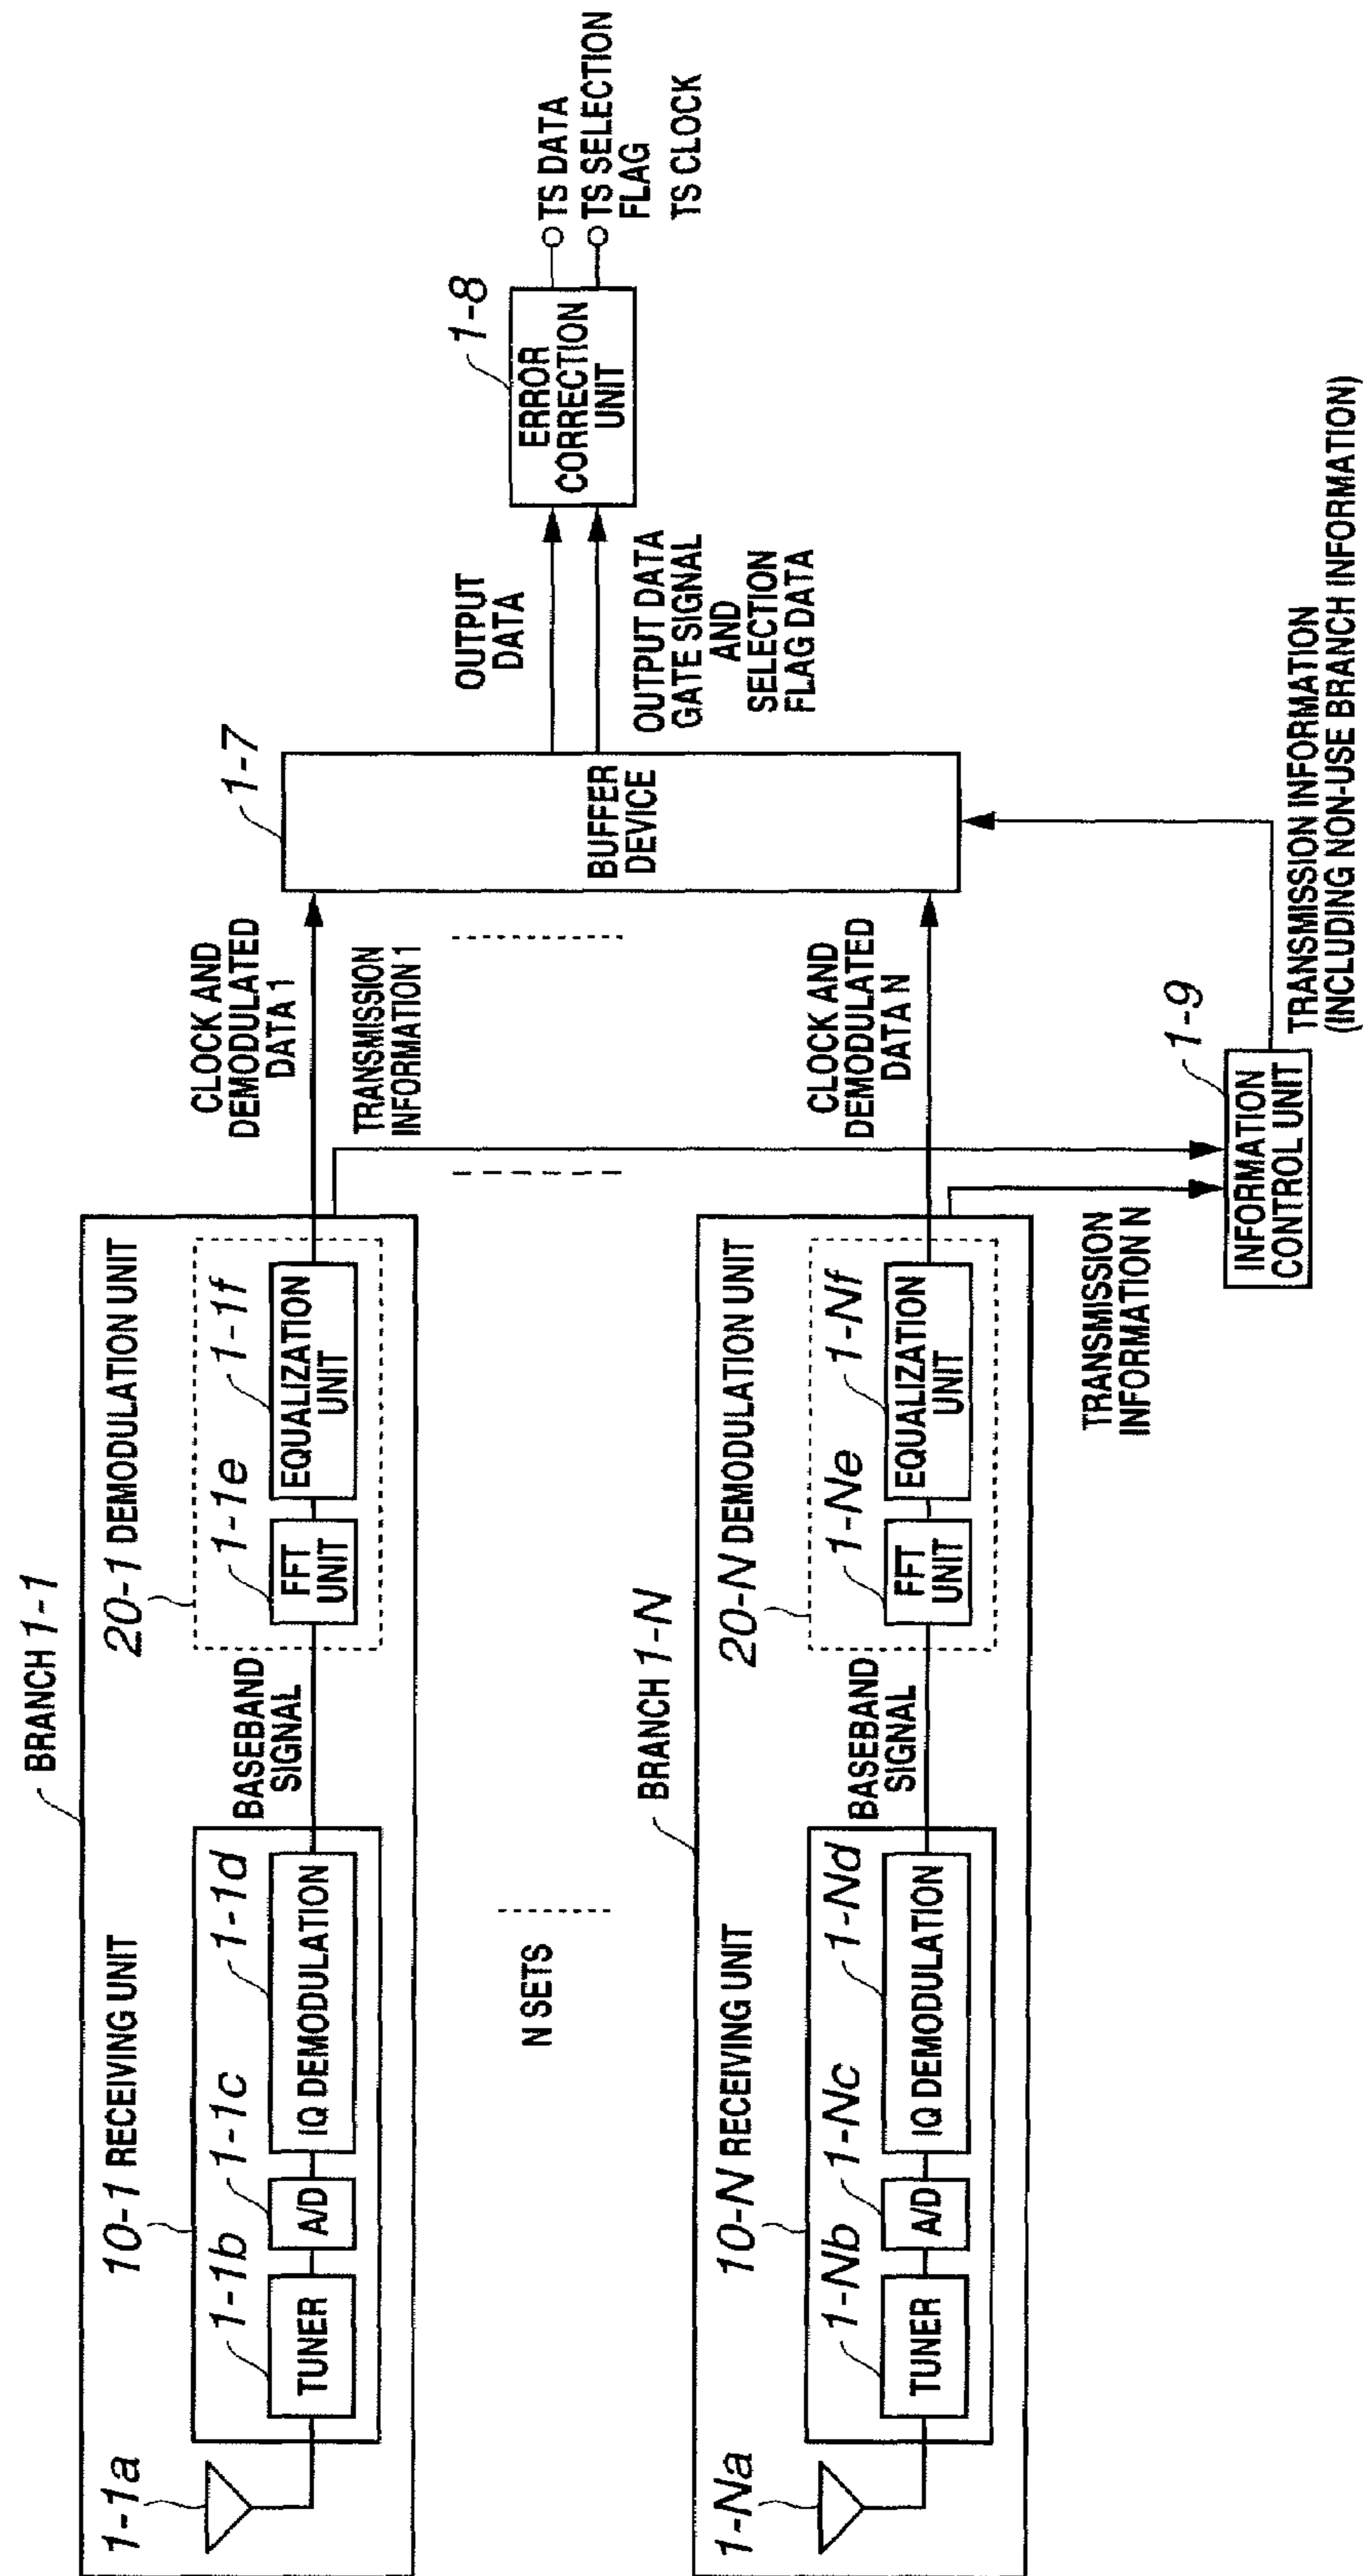 BRANCH 1-1
10-1 RECEIVING UNIT
20-1 DEMODULATION UNIT
1-1a
1-1b
1-1c
1-1d
1-1e
1-1f
TUNER
A/D
IQ DEMODULATION
BASEBAND
SIGNAL
FFT
UNIT
EQUALIZATION
UNIT
CLOCK AND
DEMODULATED
DATA 1
TRANSMISSION
INFORMATION 1
1-7
BUFFER
DEVICE
OUTPUT
DATA
OUTPUT DATA
GATE SIGNAL
AND
SELECTION
FLAG DATA
1-8
ERROR
CORRECTION
UNIT
TS DATA
TS SELECTION
FLAG
TS CLOCK
N SETS
BRANCH 1-N
10-N RECEIVING UNIT
20-N DEMODULATION UNIT
1-Na
1-Nb
1-Nc
1-Nd
1-Ne
1-Nf
TUNER
A/D
IQ DEMODULATION
BASEBAND
SIGNAL
FFT
UNIT
EQUALIZATION
UNIT
CLOCK AND
DEMODULATED
DATA N
TRANSMISSION
INFORMATION N
1-9
INFORMATION
CONTROL UNIT
TRANSMISSION INFORMATION
(INCLUDING NON-USE BRANCH INFORMATION)